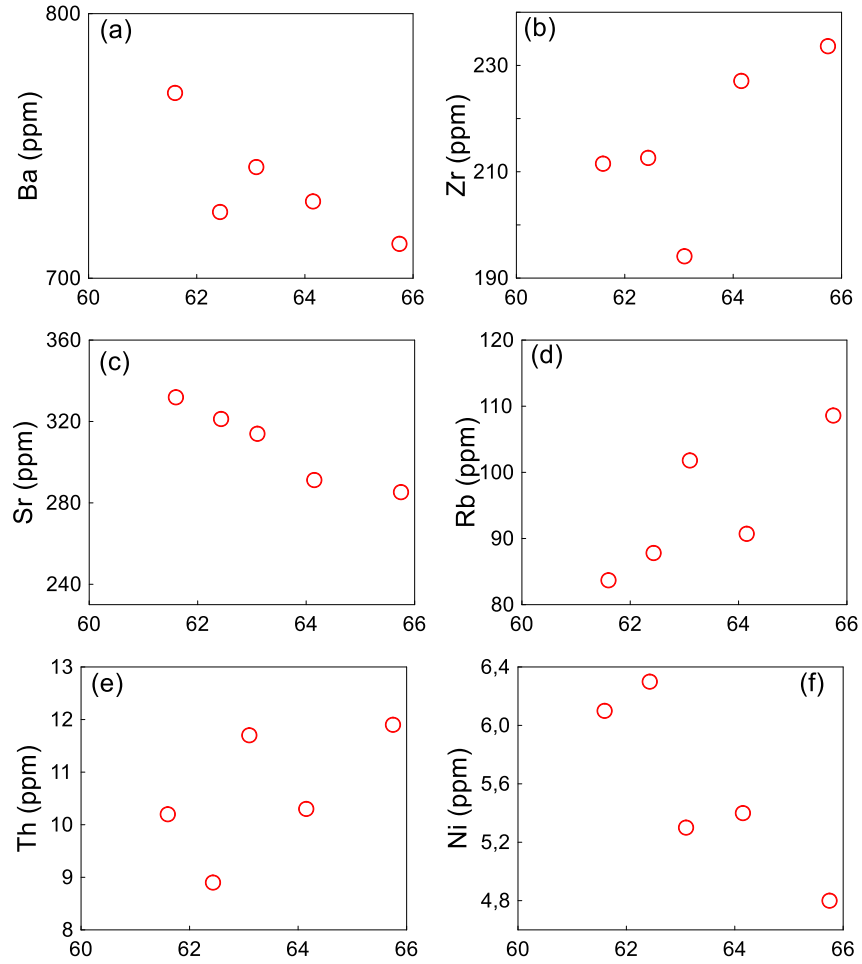 800
(a)
Ba (ppm)
700
60 62 64 66
(b)
230
Zr (ppm)
210
190
60 62 64 66
360
(c)
320
Sr (ppm)
280
240
60 62 64 66
120
(d)
110
Rb (ppm)
100
90
80
60 62 64 66
13
(e)
12
11
Th (ppm)
10
9
8
60 62 64 66
6,4
(f)
6,0
5,6
Ni (ppm)
5,2
4,8
60 62 64 66